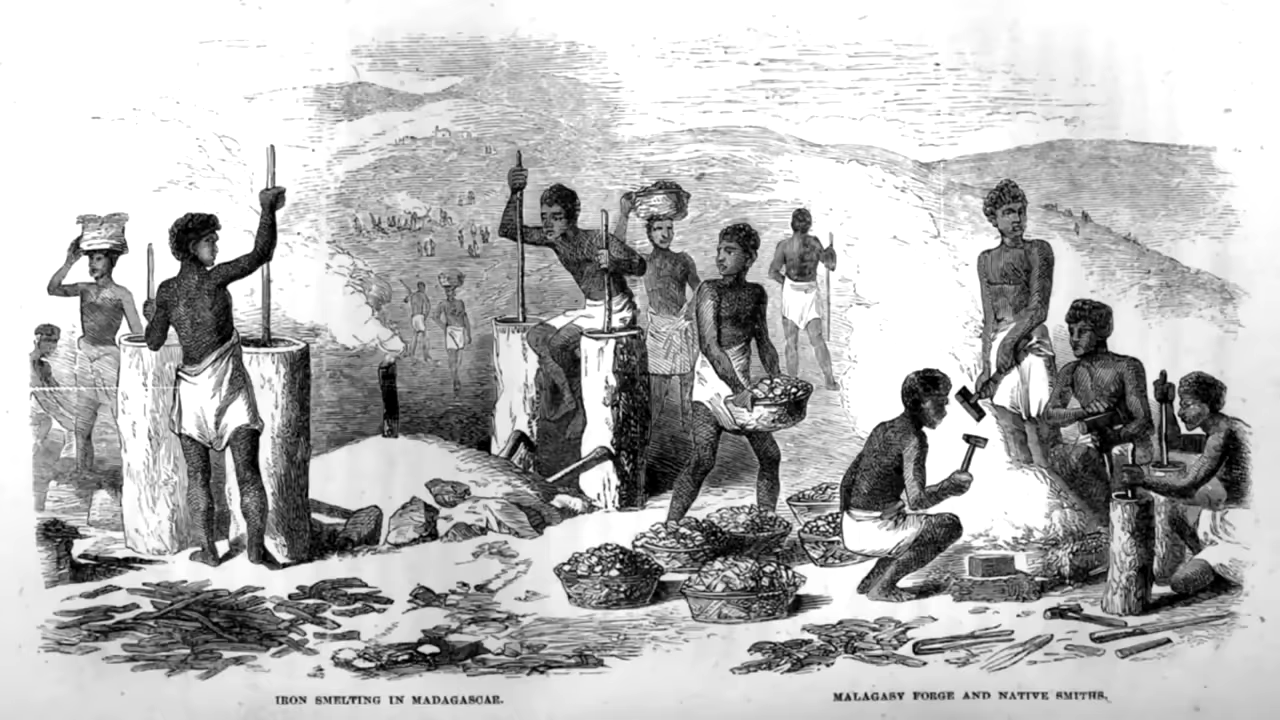 IRON SMELTING IN MADAGASCAR.
MALAGASY FORGE AND NATIVE SMITHS.